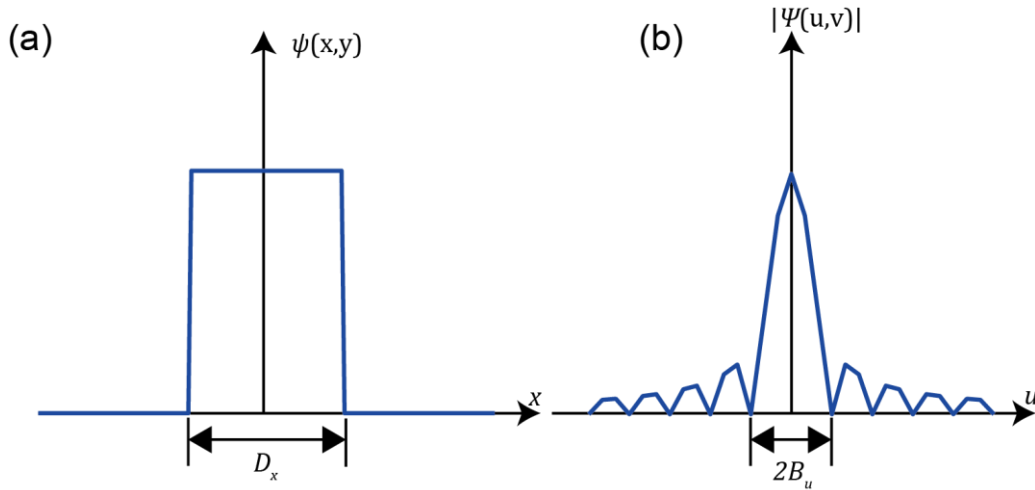 (a)
ψ(x,y)
x
D_x
(b)
|Ψ(u,v)|
u
2B_u